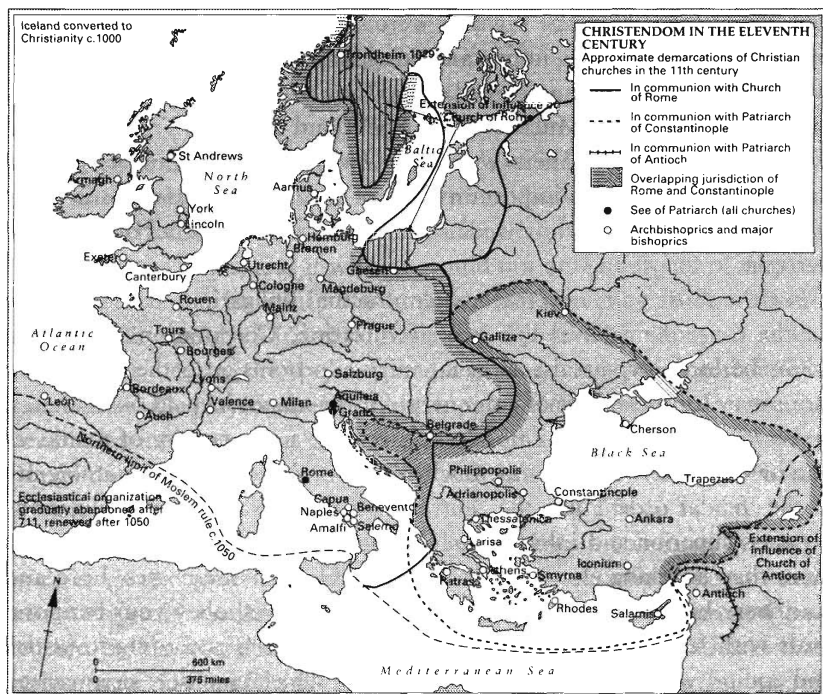 Iceland converted to
Christianity c.1000
CHRISTENDOM IN THE ELEVENTH
CENTURY
Approximate demarcations of Christian
churches in the 11th century
In communion with Church
of Rome
In communion with Patriarch
of Constantinople
In communion with Patriarch
of Antioch
Overlapping jurisdiction of
Rome and Constantinople
See of Patriarch (all churches)
Archbishoprics and major
bishoprics
Trondheim 1029
Extension of Influence of
Church of Rome
Baltic
Sea
St Andrews
North
Sea
Armagh
Aarhus
York
Lincoln
Hamburg
Bremen
Exeter
Utrecht
Canterbury
Gnesen
Cologne
Magdeburg
Rouen
Mainz
Kiev
Atlantic
Ocean
Tours
Prague
Galitze
Bourges
Salzburg
Lyons
Bordeaux
Aquileia
León
Valence
Milan
Grado
Auch
Belgrade
Cherson
Black Sea
Northern limit of Moslem rule c.1050
Philippopolis
Trapezus
Rome
Adrianopolis
Constantinople
Ecclesiastical organization
gradually abandoned after
711, renewed after 1050
Capua
Naples
Benevento
Amalfi
Salerno
Thessalonica
Ankara
Larisa
Extension of
Influence of
Church of
Antioch
Iconium
Athens
Smyrna
Patras
Antioch
Rhodes
Salamis
0
600 km
0
375 miles
Mediterranean Sea